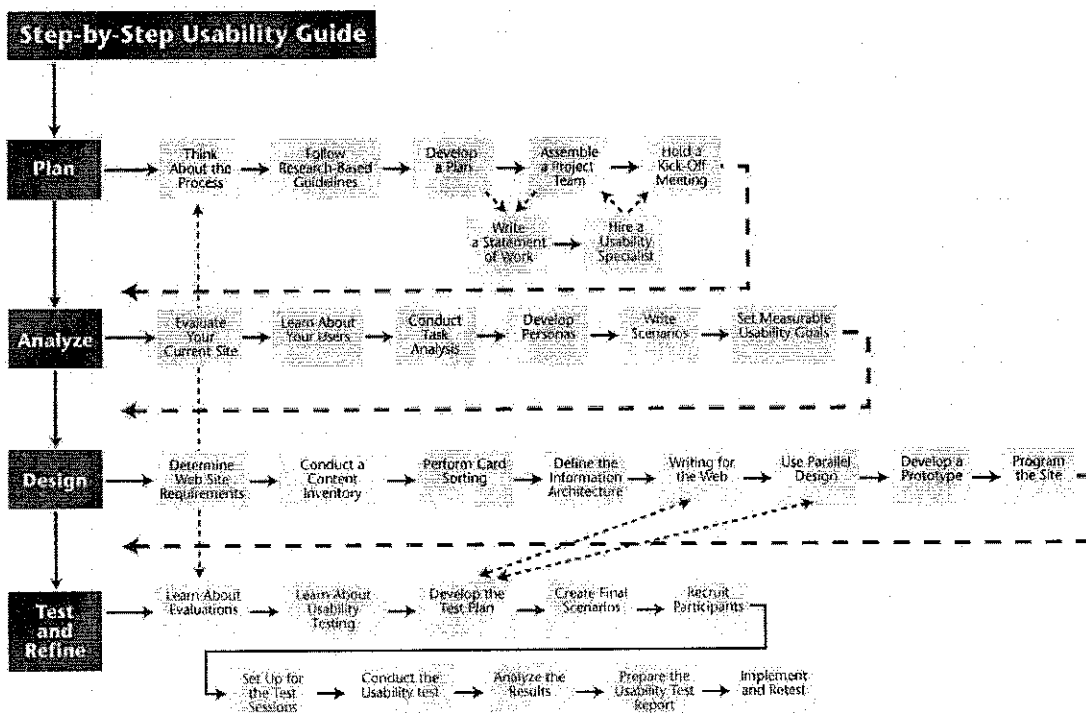 Step-by-Step Usability Guide
Plan
Think
About the
Process
Follow
Research-Based
Guidelines
Develop
a Plan
Assemble
a Project
Team
Hold a
Kick-Off
Meeting
Write
a Statement
of Work
Hire a
Usability
Specialist
Analyze
Evaluate
Your
Current Site
Learn About
Your Users
Conduct
Task
Analysis
Develop
Personas
Write
Scenarios
Set Measurable
Usability Goals
Design
Determine
Web Site
Requirements
Conduct a
Content
Inventory
Perform Card
Sorting
Define the
Information
Architecture
Writing for
the Web
Use Parallel
Design
Develop a
Prototype
Program
the Site
Test
and
Refine
Learn About
Evaluations
Learn About
Usability
Testing
Develop the
Test Plan
Create Final
Scenarios
Recruit
Participants
Set Up for
the Test
Sessions
Conduct the
Usability test
Analyze the
Results
Prepare the
Usability Test
Report
Implement
and Retest